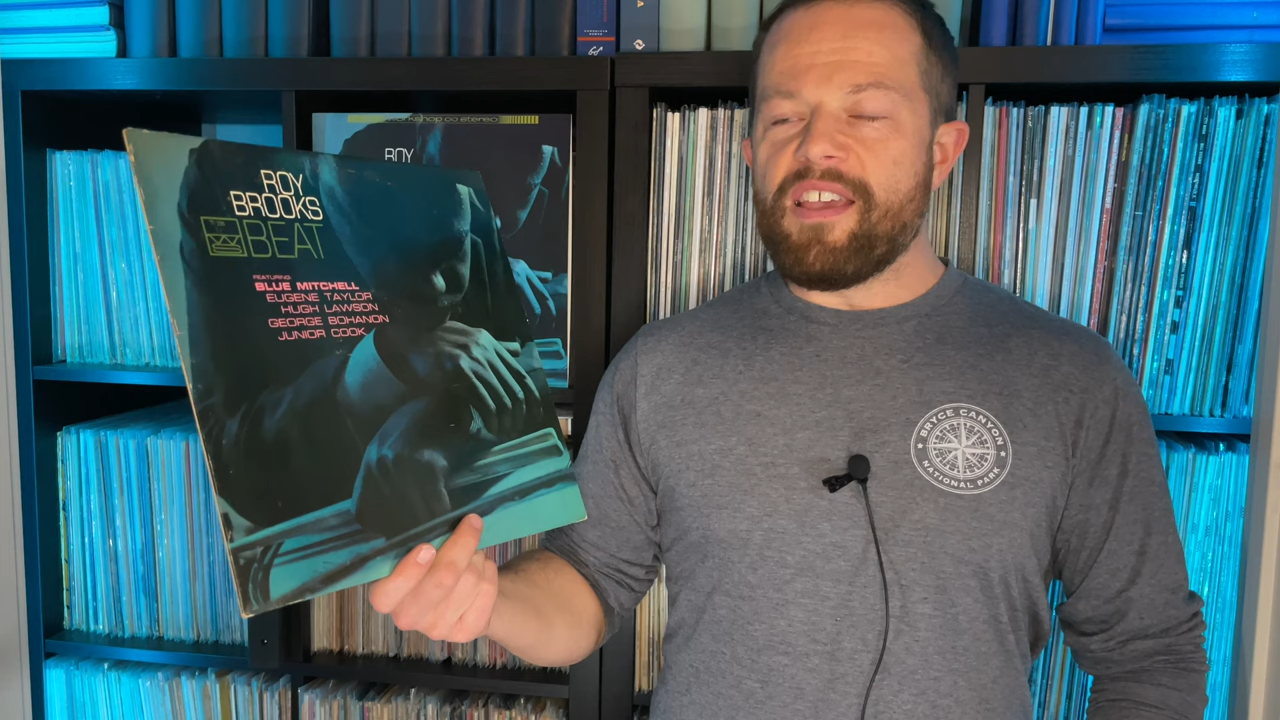 ROY
BROOKS
BEAT
FEATURING:
BLUE MITCHELL
EUGENE TAYLOR
HUGH LAWSON
GEORGE BOHANON
JUNIOR COOK
stereo
ROY
BRYCE CANYON
NATIONAL PARK